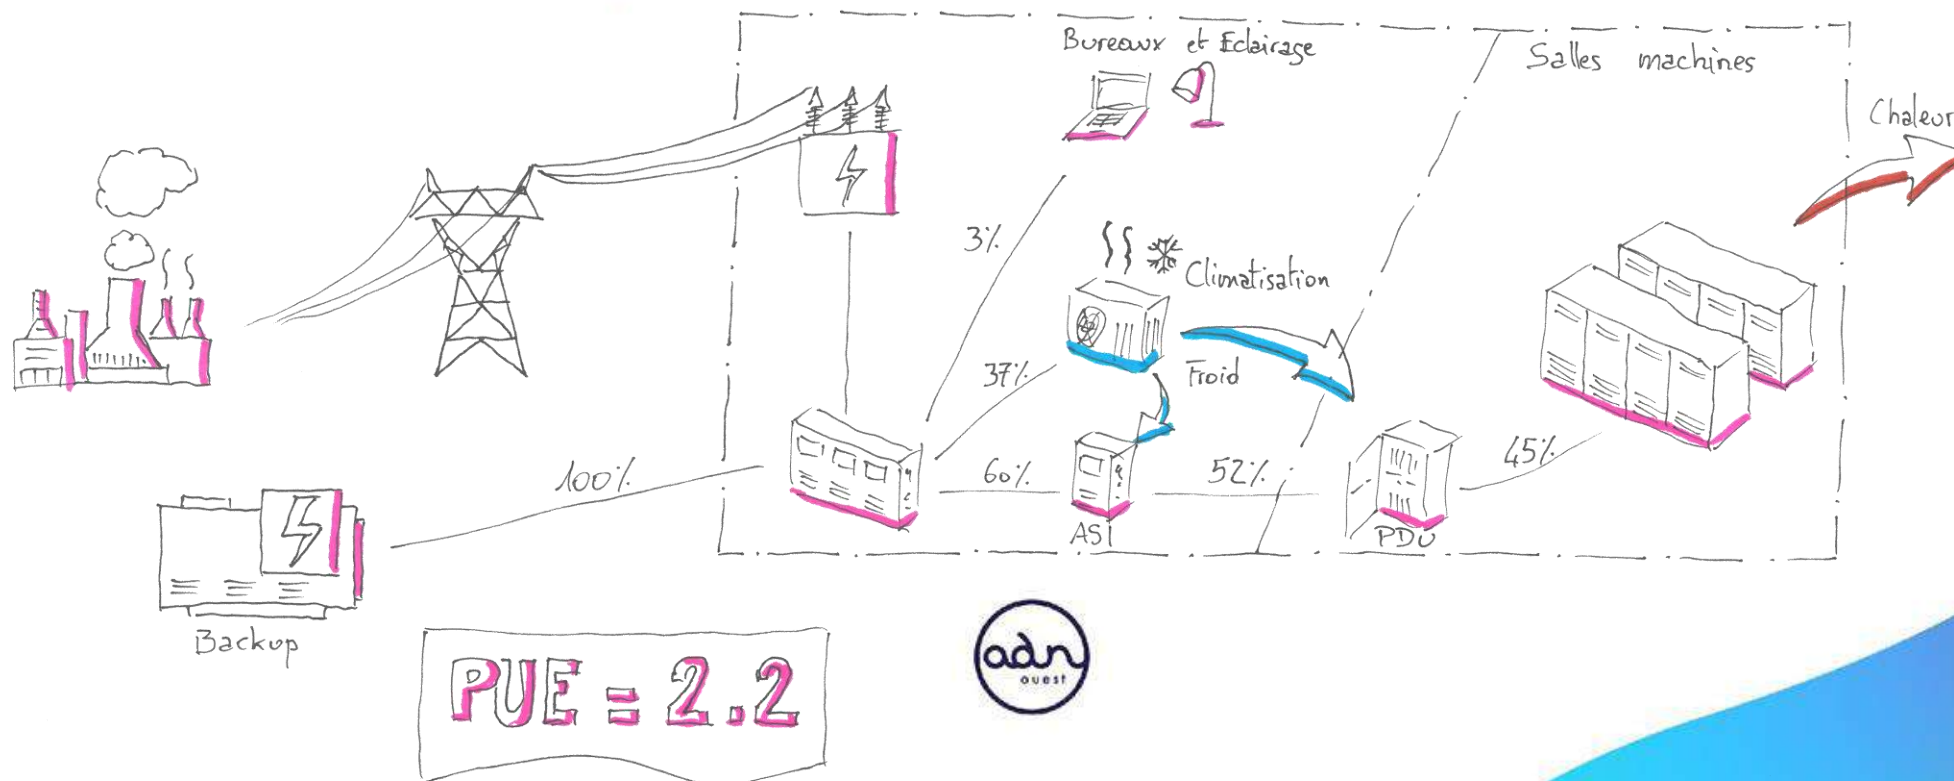 Bureaux et Eclairage
Salles machines
Chaleur
3%
Climatisation
37%
Froid
100%
60%
52%
45%
ASI
PDU
Backup
PUE = 2.2
adn
ouest